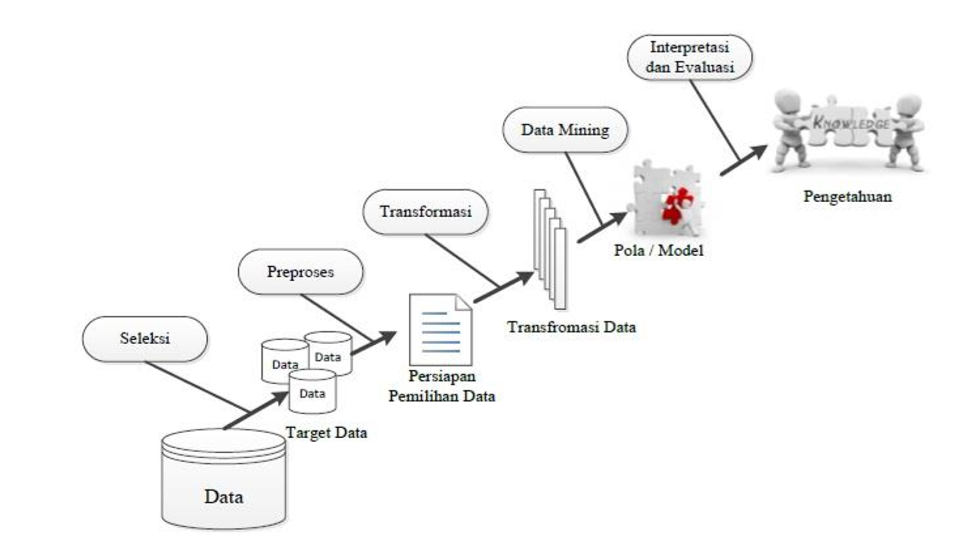 Interpretasi
dan Evaluasi
KNOWLEDGE
Pengetahuan
Data Mining
Pola / Model
Transformasi
Transfromasi Data
Preproses
Persiapan
Pemilihan Data
Seleksi
Data
Data
Data
Target Data
Data